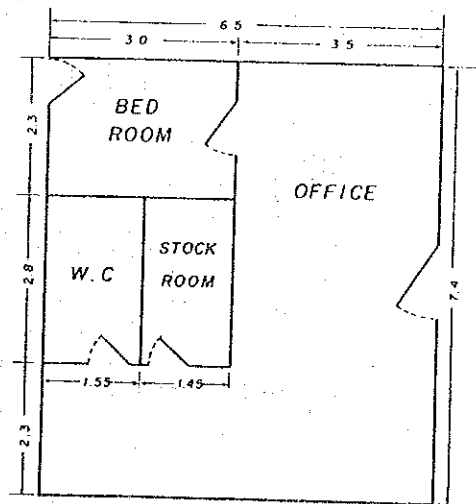 6.5
3.0
3.5
2.3
BED
ROOM
OFFICE
2.8
W.C
STOCK
ROOM
7.4
1.55
1.45
2.3